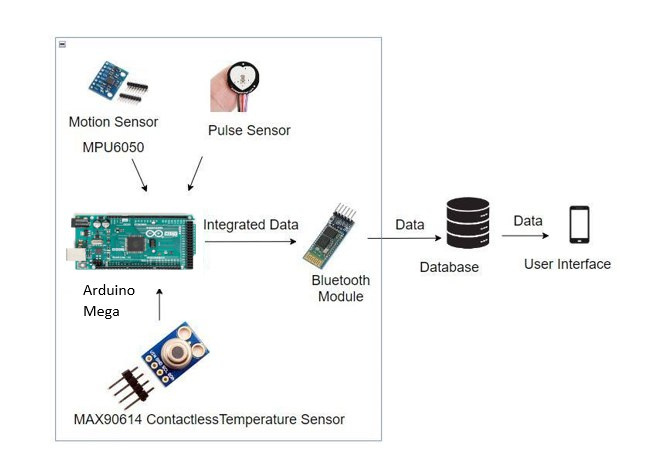 Motion Sensor
MPU6050
Pulse Sensor
Integrated Data
Data
Data
Arduino
Mega
Bluetooth
Module
Database
User Interface
MAX90614 ContactlessTemperature Sensor